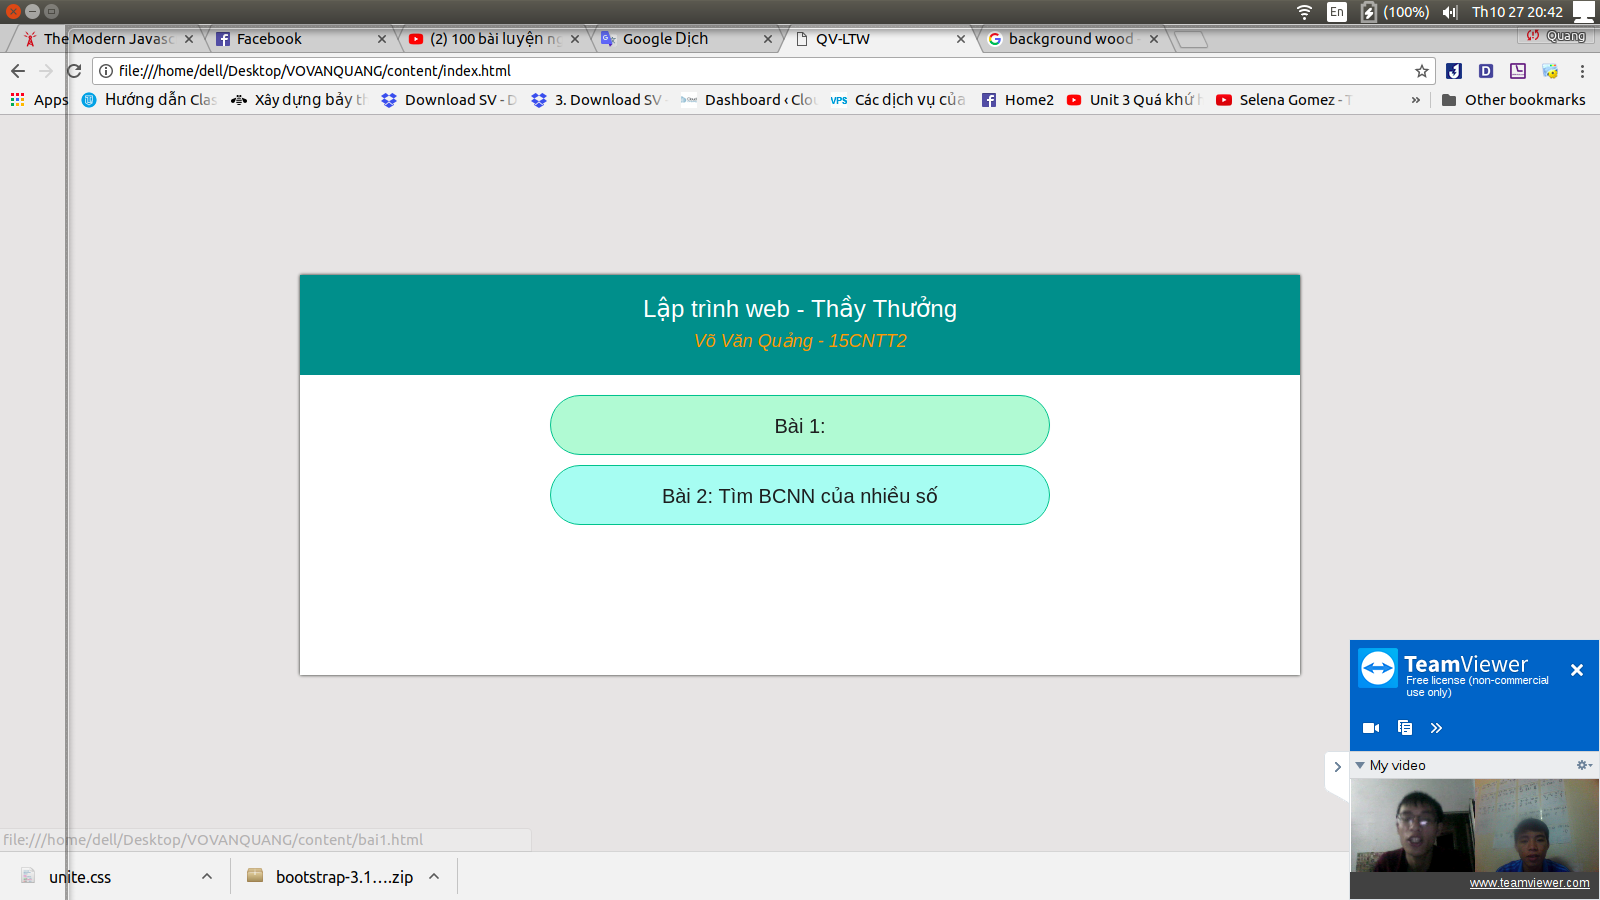 En (100%) Th10 27 20:42
The Modern Javasc Facebook (2) 100 bài luyện ng Google Dịch QV-LTW background wood - Quang
file:///home/dell/Desktop/VOVANQUANG/content/index.html
Apps Hướng dẫn Clas Xây dựng bảy th Download SV - D 3. Download SV - Dashboard ‹ Clou VPS Các dịch vụ của Home2 Unit 3 Quá khứ h Selena Gomez - T » Other bookmarks
Lập trình web - Thầy Thưởng
Võ Văn Quảng - 15CNTT2
Bài 1:
Bài 2: Tìm BCNN của nhiều số
TeamViewer
Free license (non-commercial
use only)
My video
file:///home/dell/Desktop/VOVANQUANG/content/bai1.html
unite.css bootstrap-3.1....zip
www.teamviewer.com